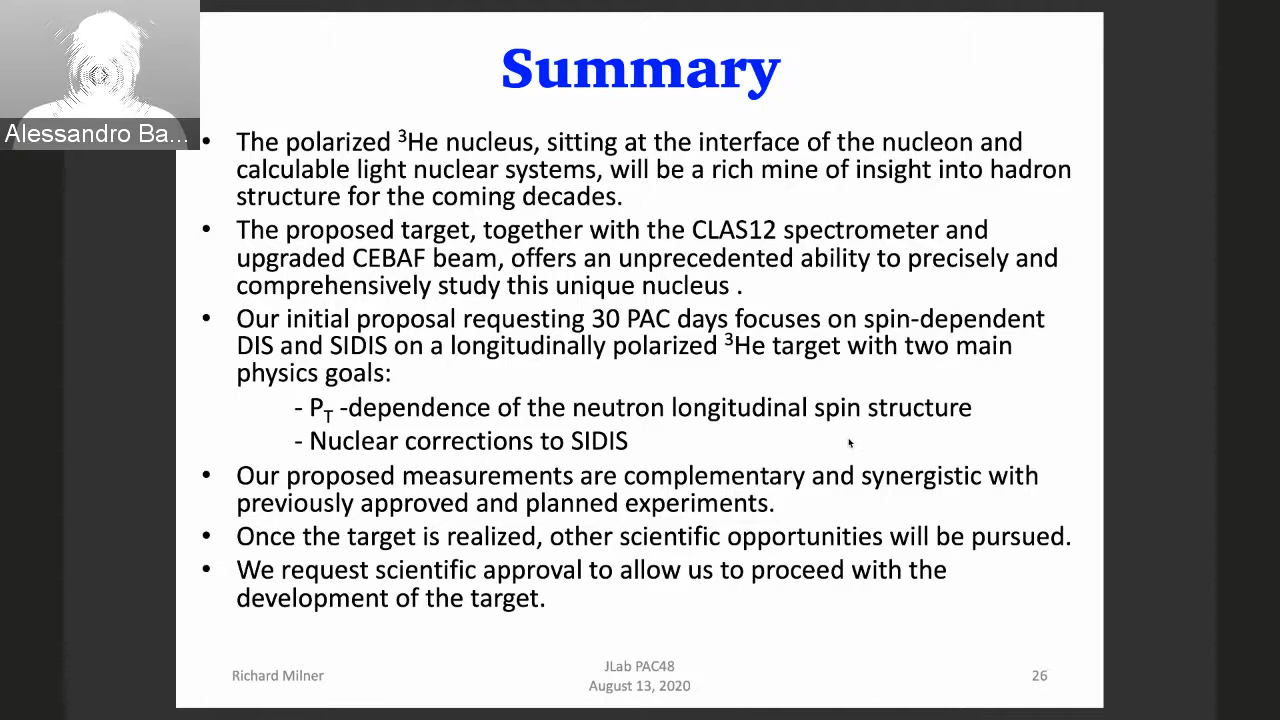 Alessandro Ba...
Summary
• The polarized ³He nucleus, sitting at the interface of the nucleon and
calculable light nuclear systems, will be a rich mine of insight into hadron
structure for the coming decades.
• The proposed target, together with the CLAS12 spectrometer and
upgraded CEBAF beam, offers an unprecedented ability to precisely and
comprehensively study this unique nucleus .
• Our initial proposal requesting 30 PAC days focuses on spin-dependent
DIS and SIDIS on a longitudinally polarized ³He target with two main
physics goals:
- P_T -dependence of the neutron longitudinal spin structure
- Nuclear corrections to SIDIS
• Our proposed measurements are complementary and synergistic with
previously approved and planned experiments.
• Once the target is realized, other scientific opportunities will be pursued.
• We request scientific approval to allow us to proceed with the
development of the target.
Richard Milner
JLab PAC48
August 13, 2020
26